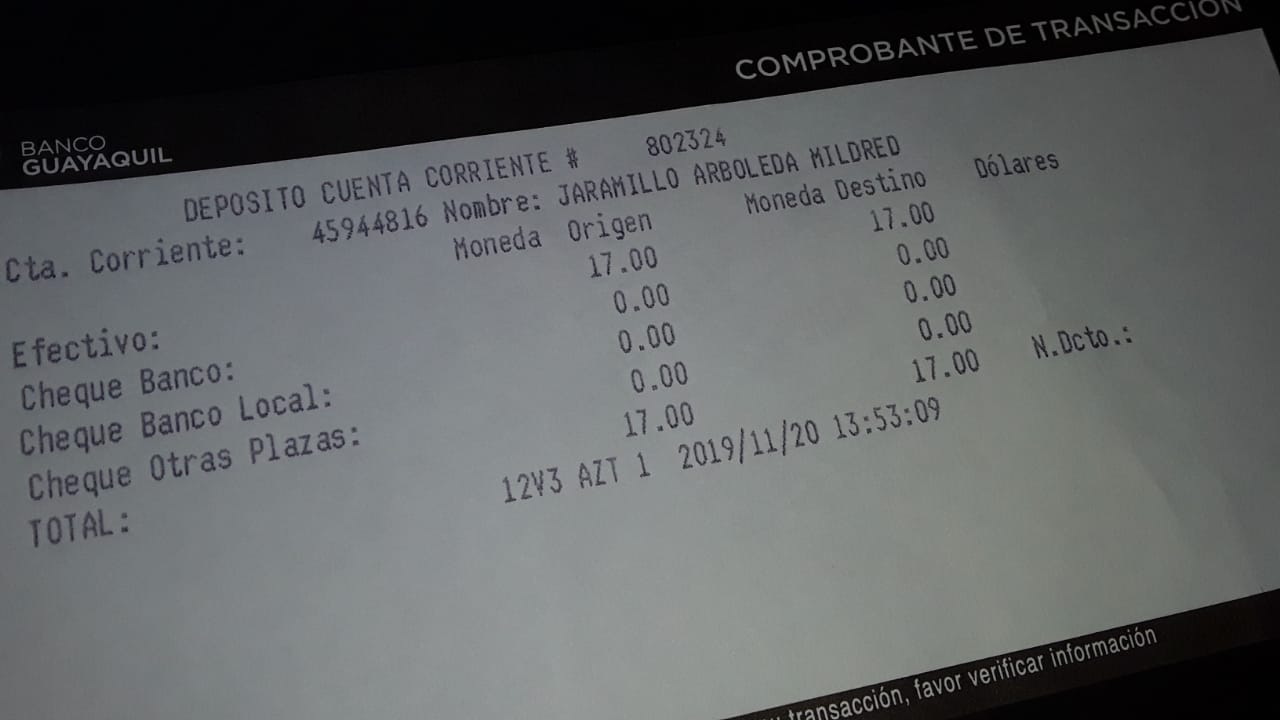 COMPROBANTE DE TRANSACCIÓN
BANCO
GUAYAQUIL
DEPOSITO CUENTA CORRIENTE # 802324
Cta. Corriente: 45944816 Nombre: JARAMILLO ARBOLEDA MILDRED
Moneda Origen Moneda Destino Dólares
Efectivo: 17.00 17.00
Cheque Banco: 0.00 0.00
Cheque Banco Local: 0.00 0.00
Cheque Otras Plazas: 0.00 0.00
TOTAL: 17.00 17.00 N.Dcto.:
12V3 AZT 1 2019/11/20 13:53:09
transacción, favor verificar información